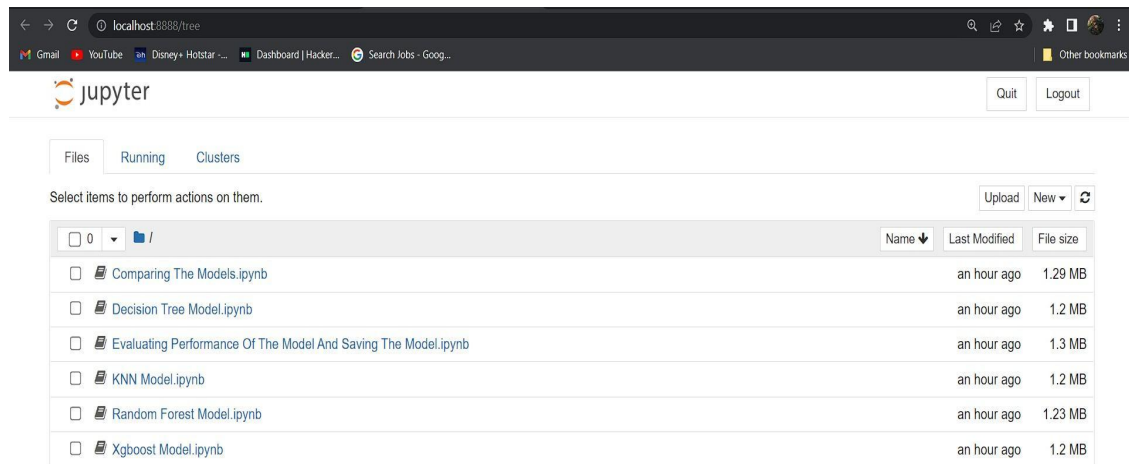 localhost:8888/tree
Gmail YouTube Disney+ Hotstar -... Dashboard | Hacker... Search Jobs - Goog... Other bookmarks
jupyter Quit Logout
Files Running Clusters
Select items to perform actions on them. Upload New
0 / Name Last Modified File size
Comparing The Models.ipynb an hour ago 1.29 MB
Decision Tree Model.ipynb an hour ago 1.2 MB
Evaluating Performance Of The Model And Saving The Model.ipynb an hour ago 1.3 MB
KNN Model.ipynb an hour ago 1.2 MB
Random Forest Model.ipynb an hour ago 1.23 MB
Xgboost Model.ipynb an hour ago 1.2 MB